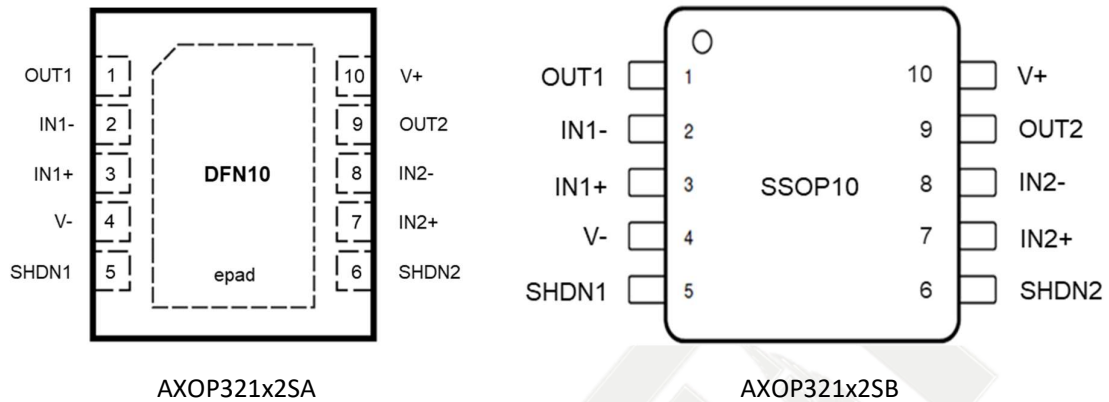 OUT1 1 10 V+
IN1- 2 9 OUT2
IN1+ 3 DFN10 8 IN2-
V- 4 7 IN2+
SHDN1 5 epad 6 SHDN2
AXOP321x2SA
OUT1 1 10 V+
IN1- 2 9 OUT2
IN1+ 3 SSOP10 8 IN2-
V- 4 7 IN2+
SHDN1 5 6 SHDN2
AXOP321x2SB